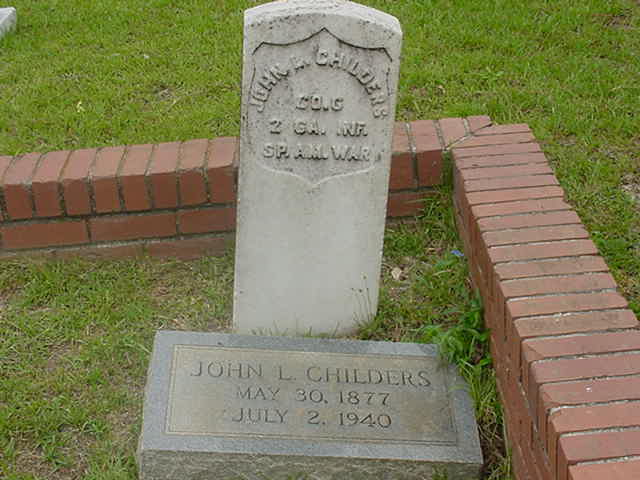 JOHN L. CHILDERS
CO. G
2 GA. INF.
SP. AM. WAR
JOHN L. CHILDERS
MAY 30, 1877
JULY 2, 1940